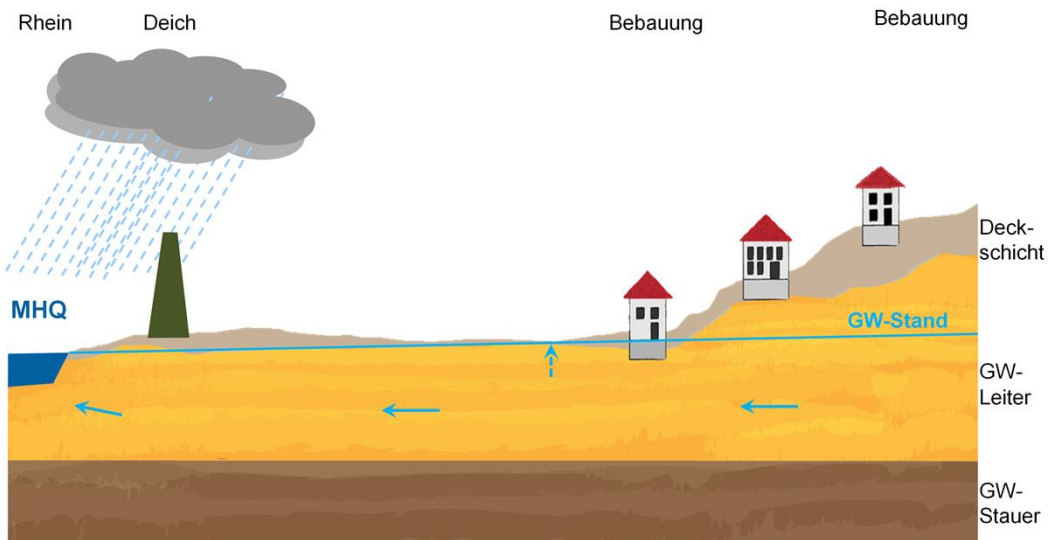 Rhein
Deich
Bebauung
Bebauung
Deck-
schicht
MHQ
GW-Stand
GW-
Leiter
GW-
Stauer